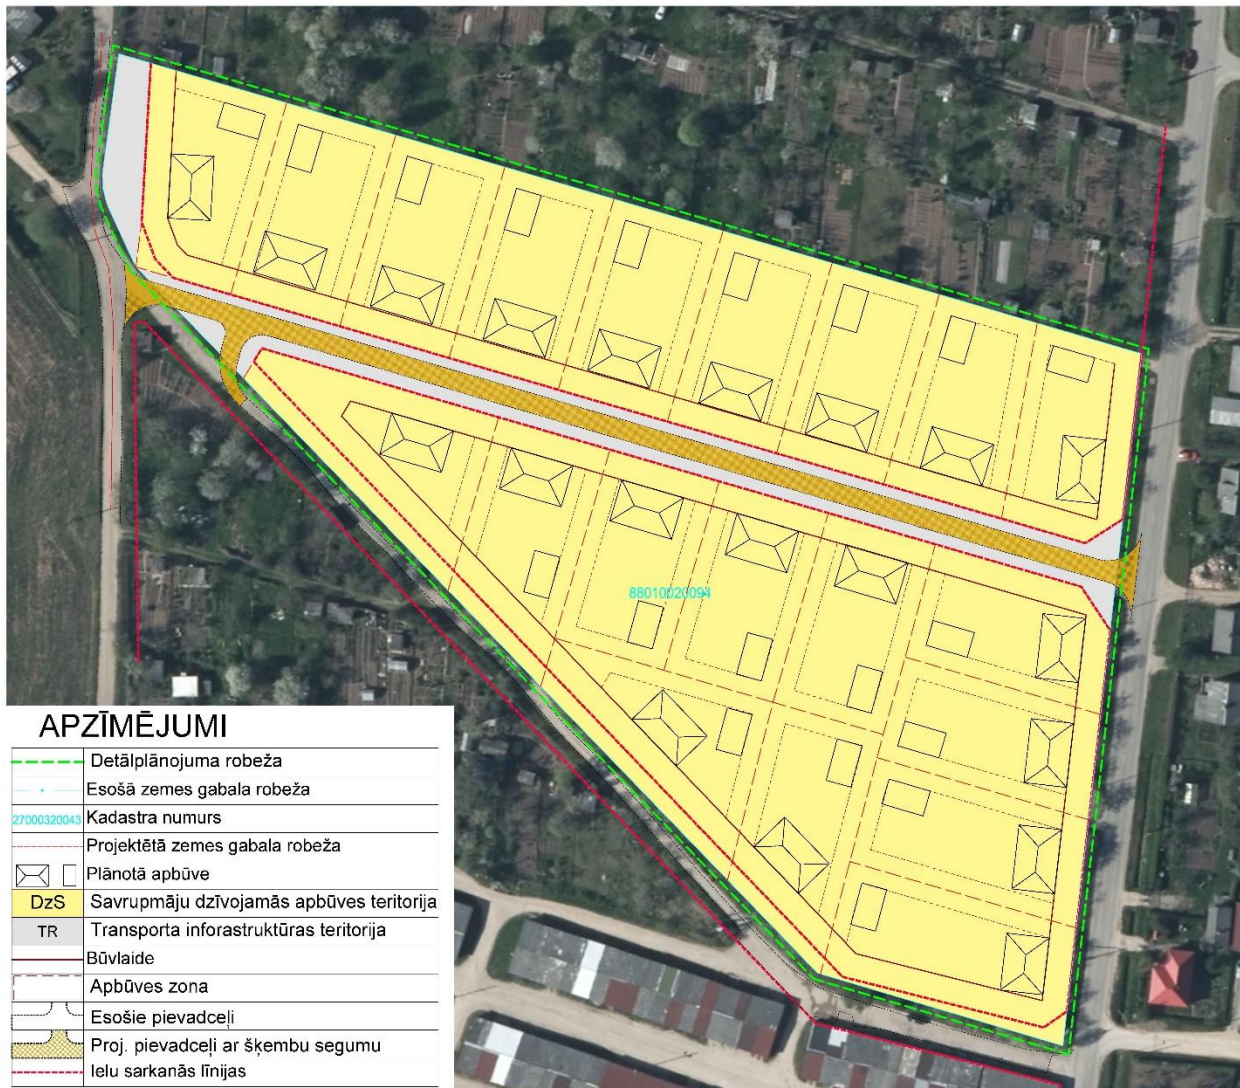 88010020094
APZĪMĒJUMI
Detālplānojuma robeža
Esošā zemes gabala robeža
27000320043 Kadastra numurs
Projektētā zemes gabala robeža
Plānotā apbūve
DzS Savrupmāju dzīvojamās apbūves teritorija
TR Transporta inforastruktūras teritorija
Būvlaide
Apbūves zona
Esošie pievadceļi
Proj. pievadceļi ar šķembu segumu
Ielu sarkanās līnijas